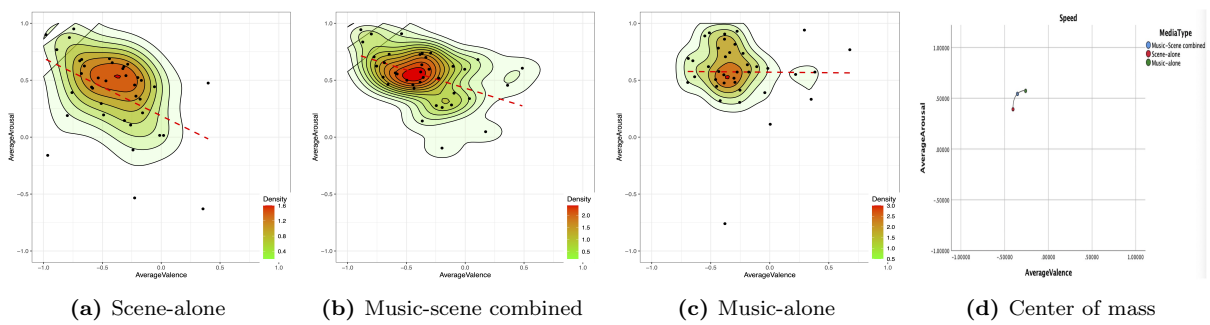 1.0
0.5
0.0
−0.5
−1.0
AverageArousal
−1.0 −0.5 0.0 0.5 1.0
AverageValence
Density
1.6
1.2
0.8
0.4
(a) Scene-alone
1.0
0.5
0.0
−0.5
−1.0
AverageArousal
−1.0 −0.5 0.0 0.5 1.0
AverageValence
Density
2.0
1.5
1.0
0.5
(b) Music-scene combined
1.0
0.5
0.0
−0.5
−1.0
AverageArousal
−1.0 −0.5 0.0 0.5 1.0
AverageValence
Density
3.0
2.5
2.0
1.5
1.0
0.5
(c) Music-alone
Speed
MediaType
Music-Scene combined
Scene-alone
Music-alone
1.00000
.50000
.00000
-.50000
-1.00000
AverageArousal
-1.00000 -.50000 .00000 .50000 1.00000
AverageValence
(d) Center of mass